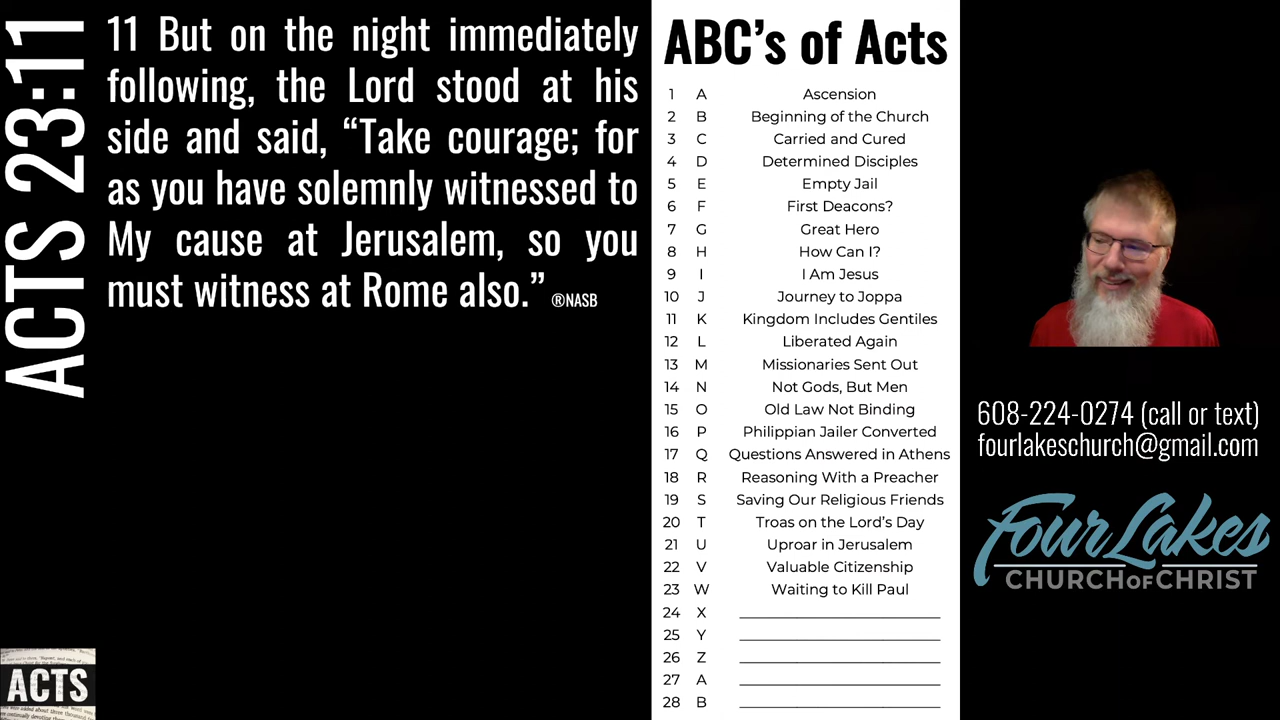 ACTS 23:11
11 But on the night immediately
following, the Lord stood at his
side and said, “Take courage; for
as you have solemnly witnessed to
My cause at Jerusalem, so you
must witness at Rome also.” ®NASB
ACTS
ABC’s of Acts
1 A Ascension
2 B Beginning of the Church
3 C Carried and Cured
4 D Determined Disciples
5 E Empty Jail
6 F First Deacons?
7 G Great Hero
8 H How Can I?
9 I I Am Jesus
10 J Journey to Joppa
11 K Kingdom Includes Gentiles
12 L Liberated Again
13 M Missionaries Sent Out
14 N Not Gods, But Men
15 O Old Law Not Binding
16 P Philippian Jailer Converted
17 Q Questions Answered in Athens
18 R Reasoning With a Preacher
19 S Saving Our Religious Friends
20 T Troas on the Lord’s Day
21 U Uproar in Jerusalem
22 V Valuable Citizenship
23 W Waiting to Kill Paul
24 X
25 Y
26 Z
27 A
28 B
608-224-0274 (call or text)
fourlakeschurch@gmail.com
Four Lakes
CHURCH OF CHRIST